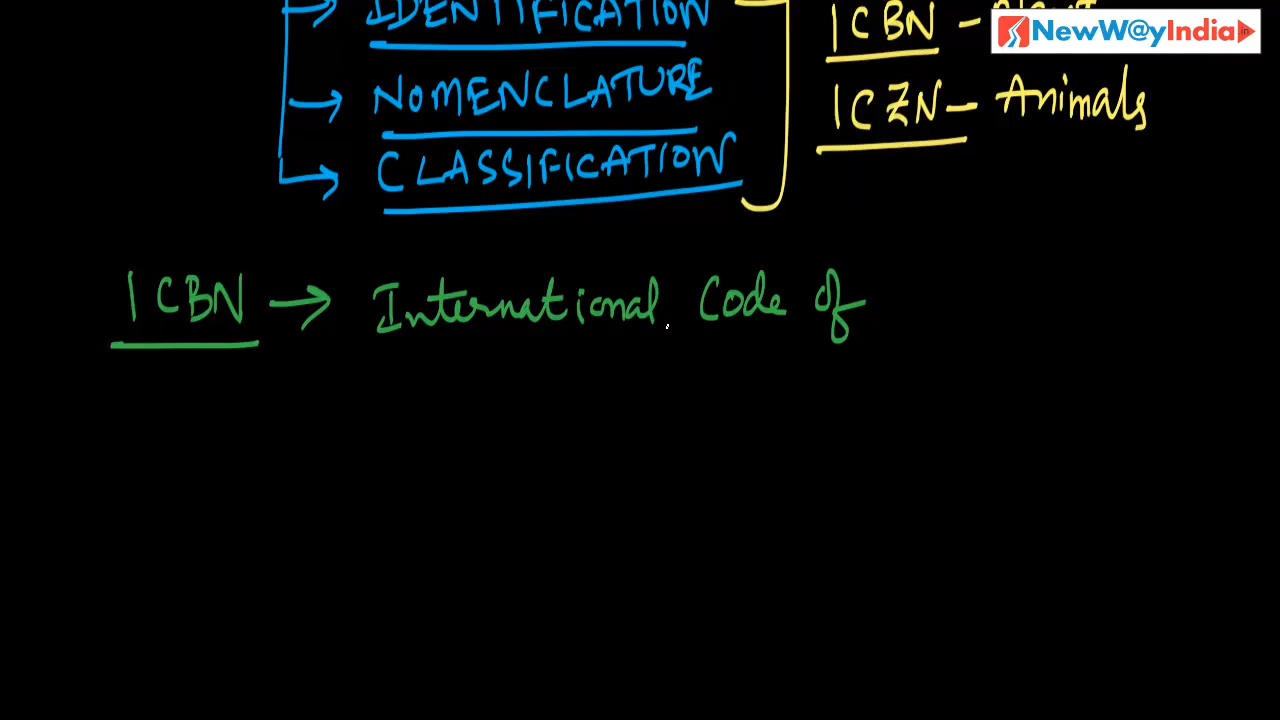 → IDENTIFICATION
→ NOMENCLATURE
→ CLASSIFICATION
ICBN -
ICZN - Animals
NewW@yIndia
ICBN → International Code of